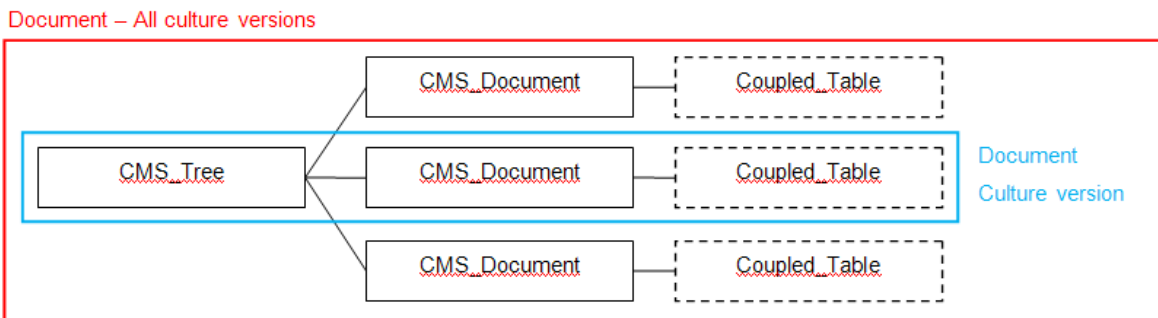 Document – All culture versions
CMS_Document
Coupled_Table
CMS_Tree
CMS_Document
Coupled_Table
Document
Culture version
CMS_Document
Coupled_Table